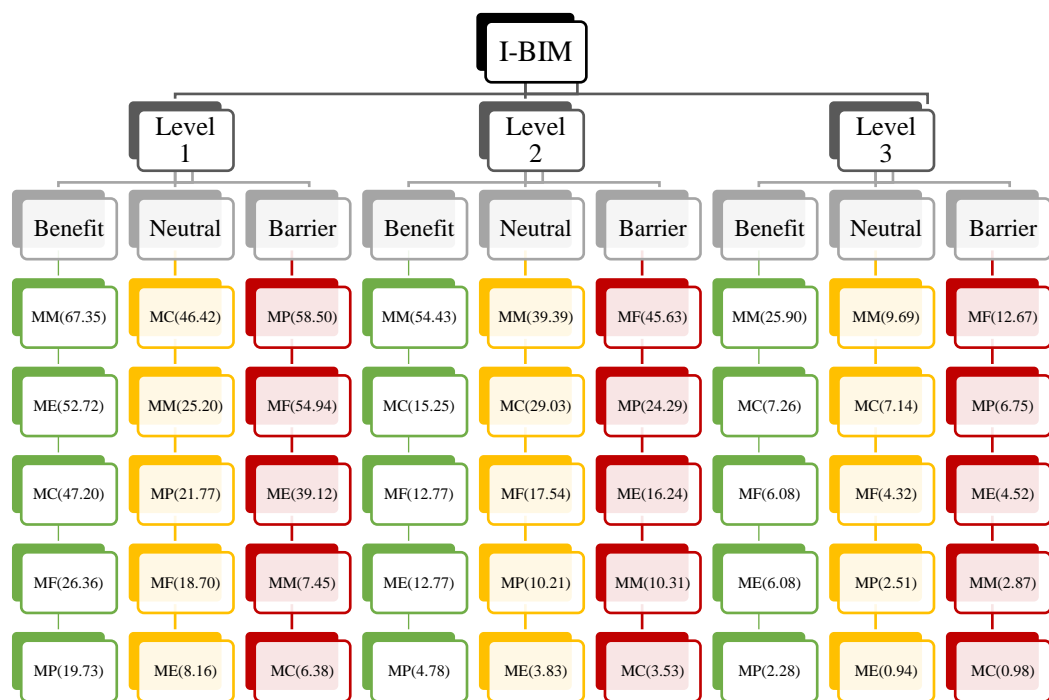 I-BIM
Level
1
Level
2
Level
3
Benefit
Neutral
Barrier
Benefit
Neutral
Barrier
Benefit
Neutral
Barrier
MM(67.35)
MC(46.42)
MP(58.50)
MM(54.43)
MM(39.39)
MF(45.63)
MM(25.90)
MM(9.69)
MF(12.67)
ME(52.72)
MM(25.20)
MF(54.94)
MC(15.25)
MC(29.03)
MP(24.29)
MC(7.26)
MC(7.14)
MP(6.75)
MC(47.20)
MP(21.77)
ME(39.12)
MF(12.77)
MF(17.54)
ME(16.24)
MF(6.08)
MF(4.32)
ME(4.52)
MF(26.36)
MF(18.70)
MM(7.45)
ME(12.77)
MP(10.21)
MM(10.31)
ME(6.08)
MP(2.51)
MM(2.87)
MP(19.73)
ME(8.16)
MC(6.38)
MP(4.78)
ME(3.83)
MC(3.53)
MP(2.28)
ME(0.94)
MC(0.98)